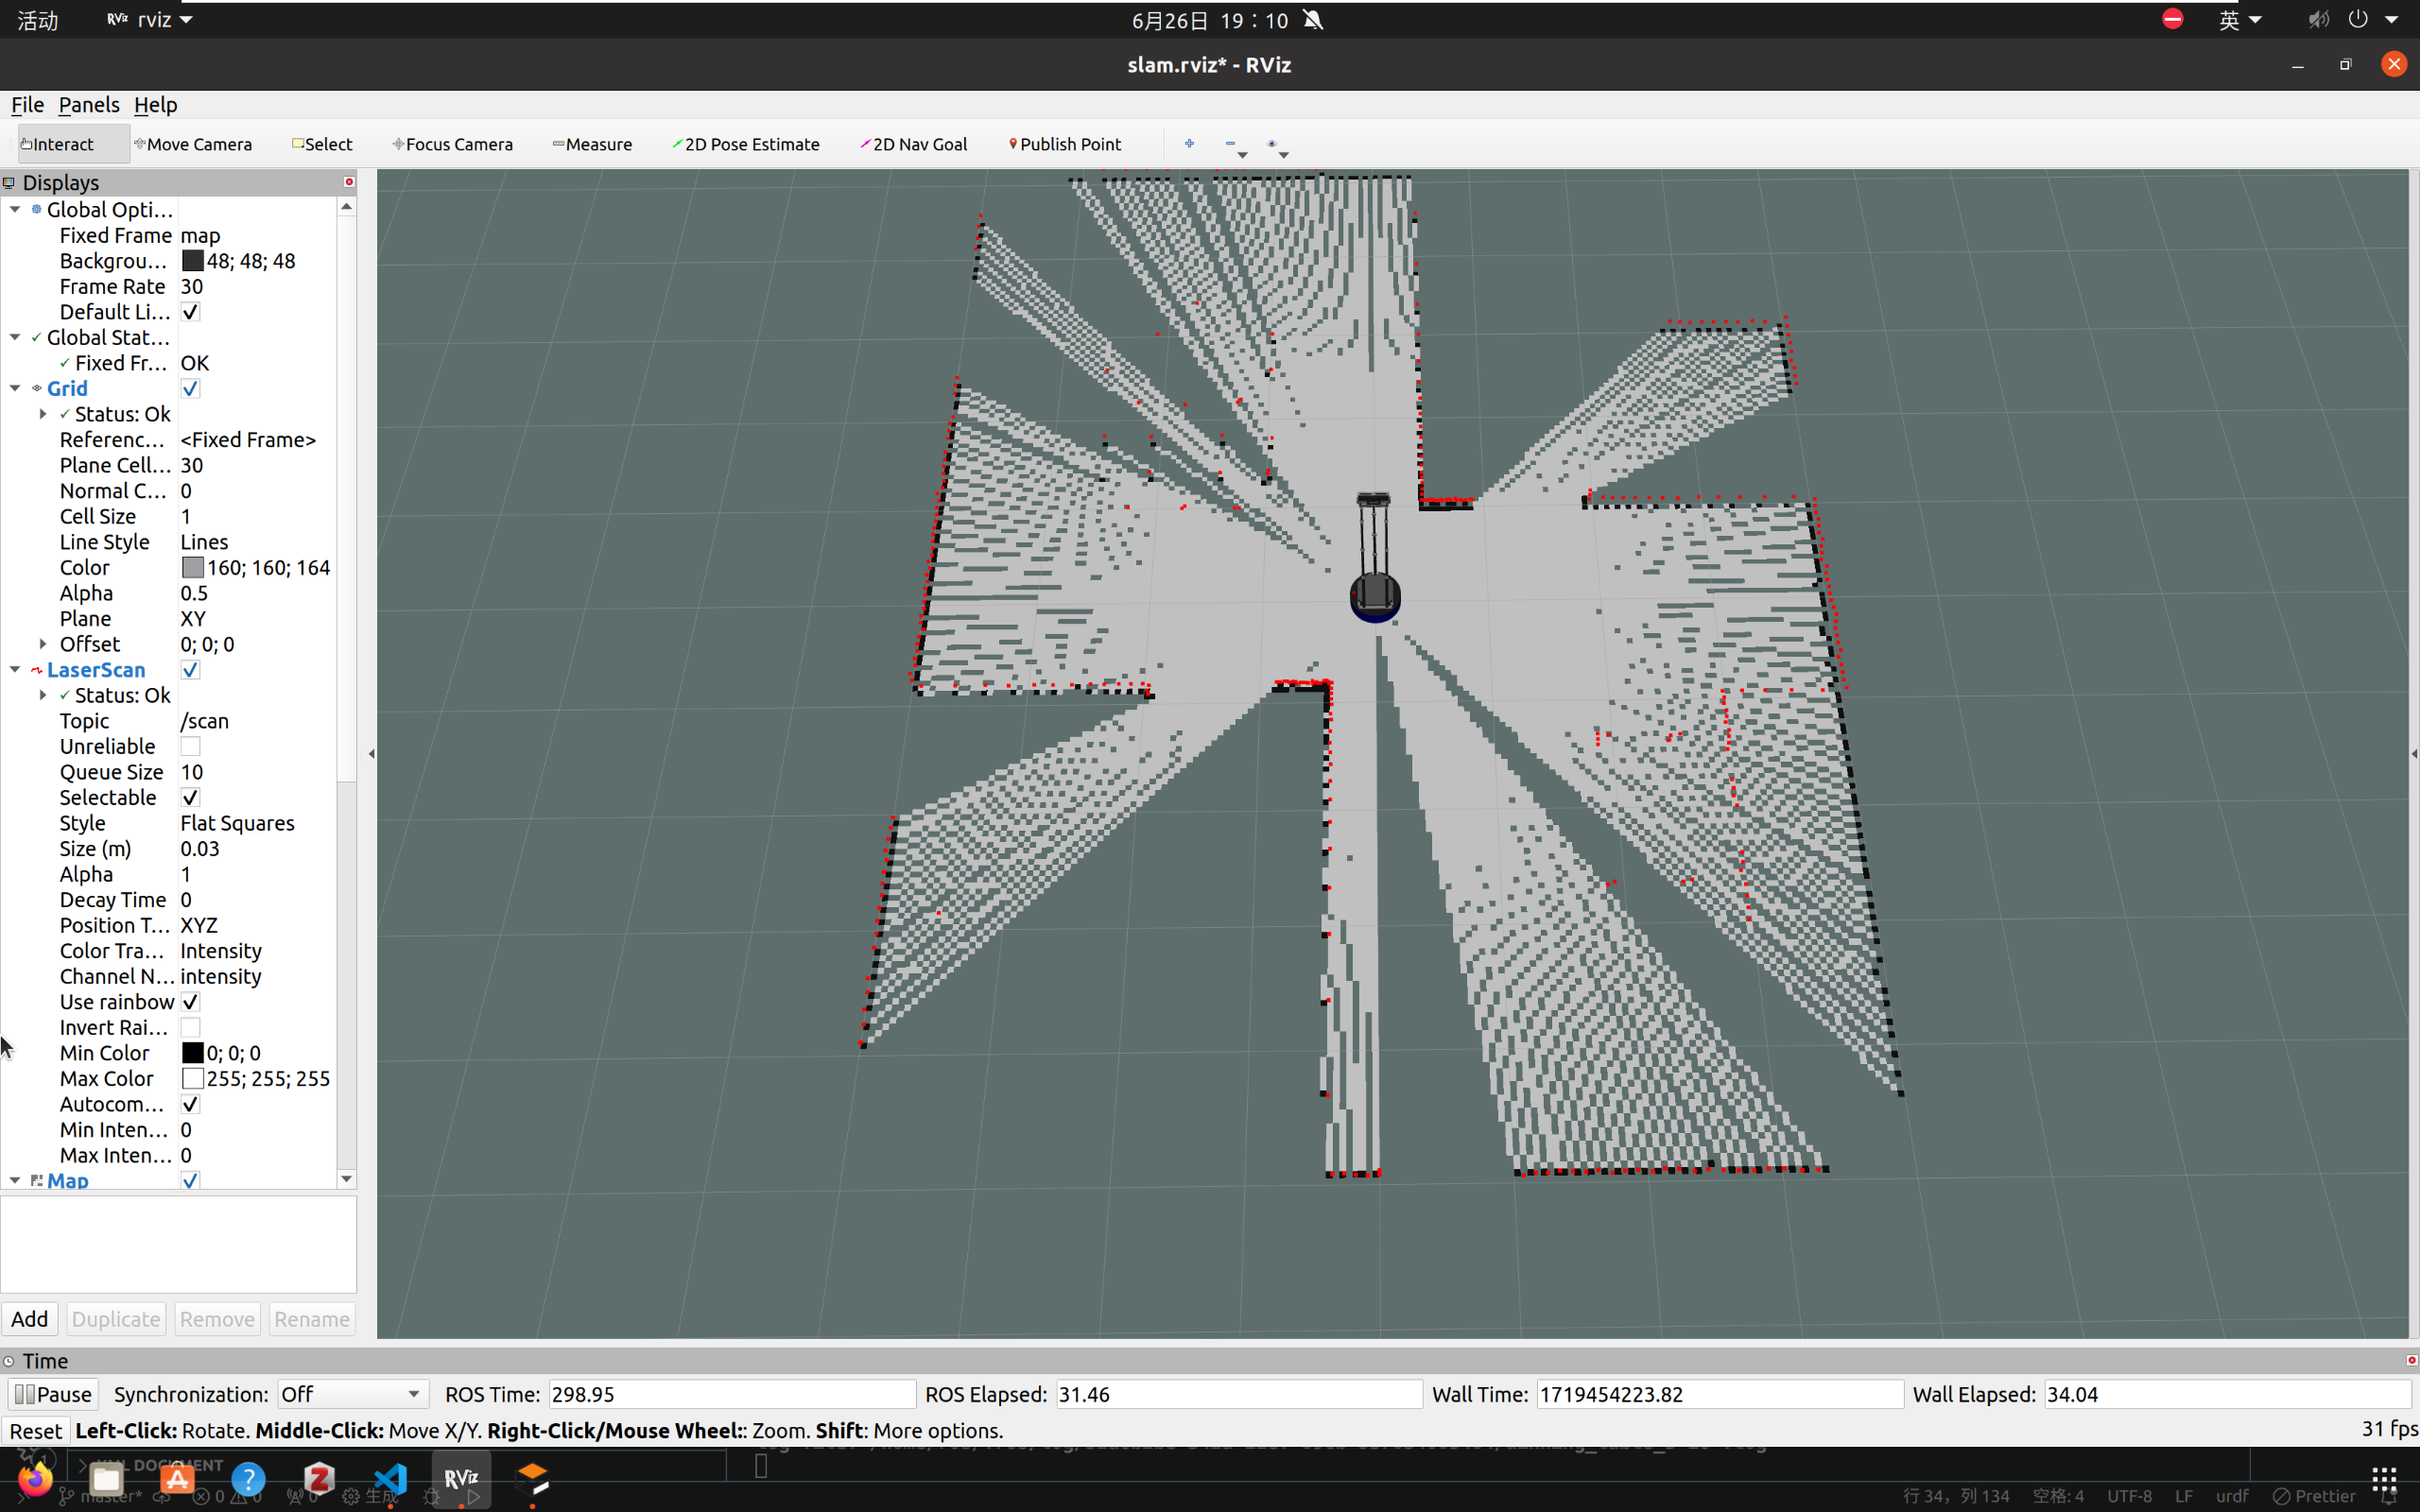 活动 RViz rviz 6月26日 19：10 英
slam.rviz* - RViz
File Panels Help
Interact Move Camera Select Focus Camera Measure 2D Pose Estimate 2D Nav Goal Publish Point
Displays
Global Opti...
Fixed Frame map
Backgrou... 48; 48; 48
Frame Rate 30
Default Li...
Global Stat...
Fixed Fr... OK
Grid
Status: Ok
Referenc... <Fixed Frame>
Plane Cell... 30
Normal C... 0
Cell Size 1
Line Style Lines
Color 160; 160; 164
Alpha 0.5
Plane XY
Offset 0; 0; 0
LaserScan
Status: Ok
Topic /scan
Unreliable
Queue Size 10
Selectable
Style Flat Squares
Size (m) 0.03
Alpha 1
Decay Time 0
Position T... XYZ
Color Tra... Intensity
Channel N... intensity
Use rainbow
Invert Rai...
Min Color 0; 0; 0
Max Color 255; 255; 255
Autocom...
Min Inten... 0
Max Inten... 0
Map
Add Duplicate Remove Rename
Time
Pause Synchronization: Off ROS Time: 298.95 ROS Elapsed: 31.46 Wall Time: 1719454223.82 Wall Elapsed: 34.04
Reset Left-Click: Rotate. Middle-Click: Move X/Y. Right-Click/Mouse Wheel:: Zoom. Shift: More options. 31 fps
DOCUMENT
RViz
master* 0 0 0 生成 行 34，列 134 空格: 4 UTF-8 LF urdf Prettier